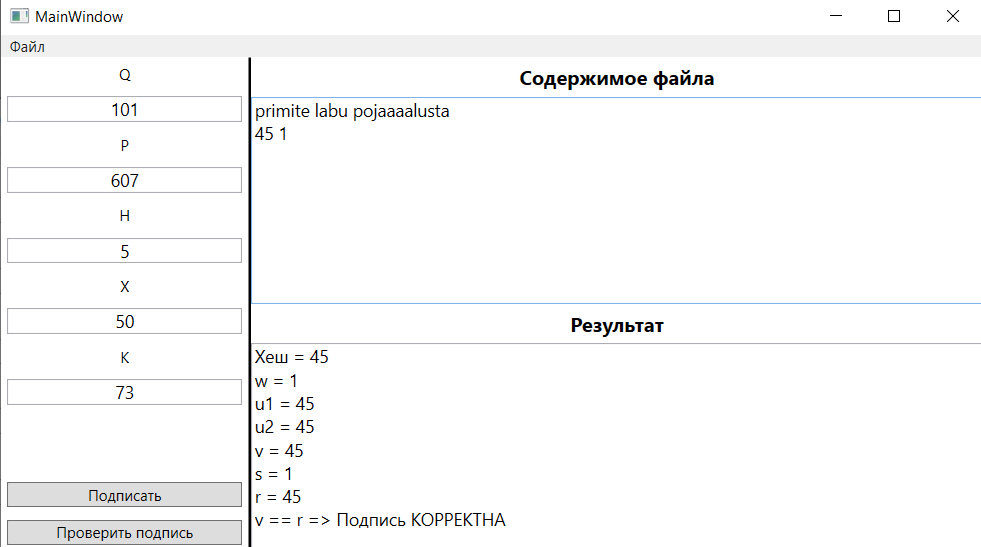 MainWindow
Файл
Q
101
P
607
H
5
X
50
K
73
Подписать
Проверить подпись
Содержимое файла
primite labu pojaaaalusta
45 1
Результат
Хеш = 45
w = 1
u1 = 45
u2 = 45
v = 45
s = 1
r = 45
v == r => Подпись КОРРЕКТНА